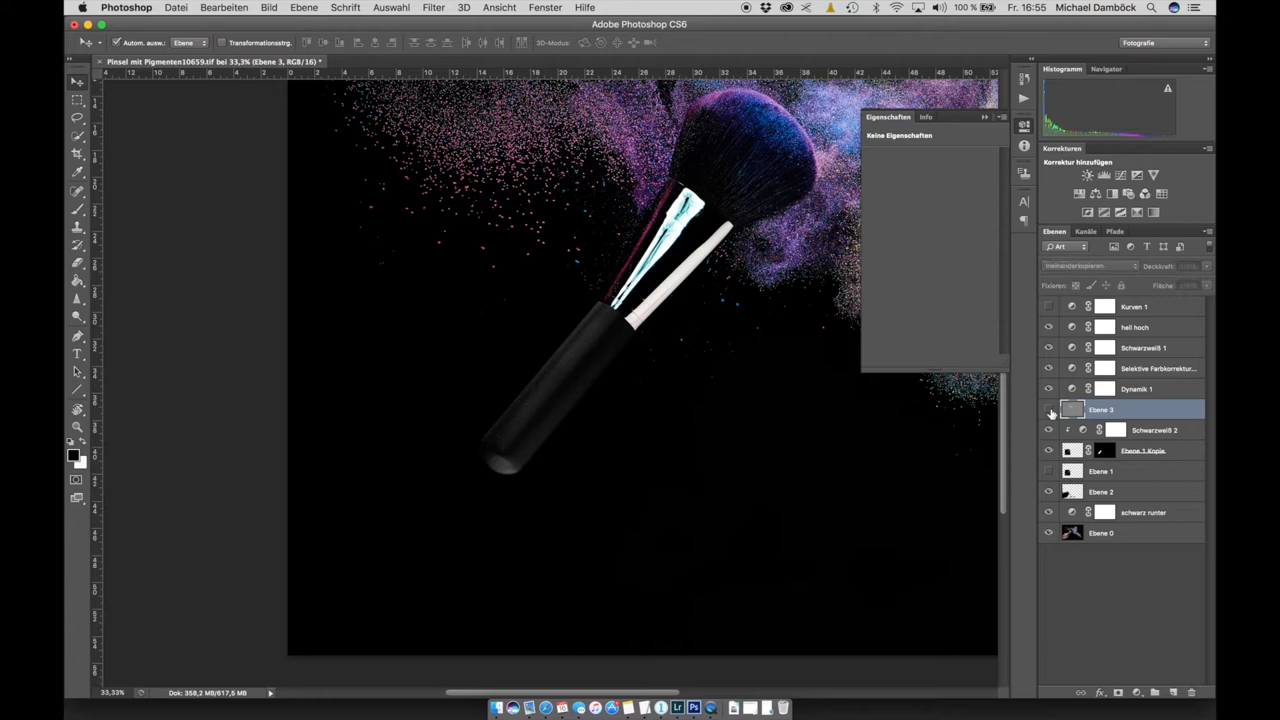 Photoshop Datei Bearbeiten Bild Ebene Schrift Auswahl Filter 3D Ansicht Fenster Hilfe 100 % Fr. 16:55 Michael Damböck
Adobe Photoshop CS6
Autom. ausw.: Ebene Transformationsstrg. 3D-Modus: Fotografie
Pinsel mit Pigmenten10659.tif bei 33,3% (Ebene 3, RGB/16) *
Histogramm Navigator
Eigenschaften Info
Keine Eigenschaften
Korrekturen
Korrektur hinzufügen
Ebenen Kanäle Pfade
Art
Ineinanderkopieren Deckkraft:
Fixieren: Fläche:
Kurven 1
hell hoch
Schwarzweiß 1
Selektive Farbkorrektur...
Dynamik 1
Ebene 3
Schwarzweiß 2
Ebene 1 Kopie
Ebene 1
Ebene 2
schwarz runter
Ebene 0
33,33% Dok: 358,2 MB/617,5 MB